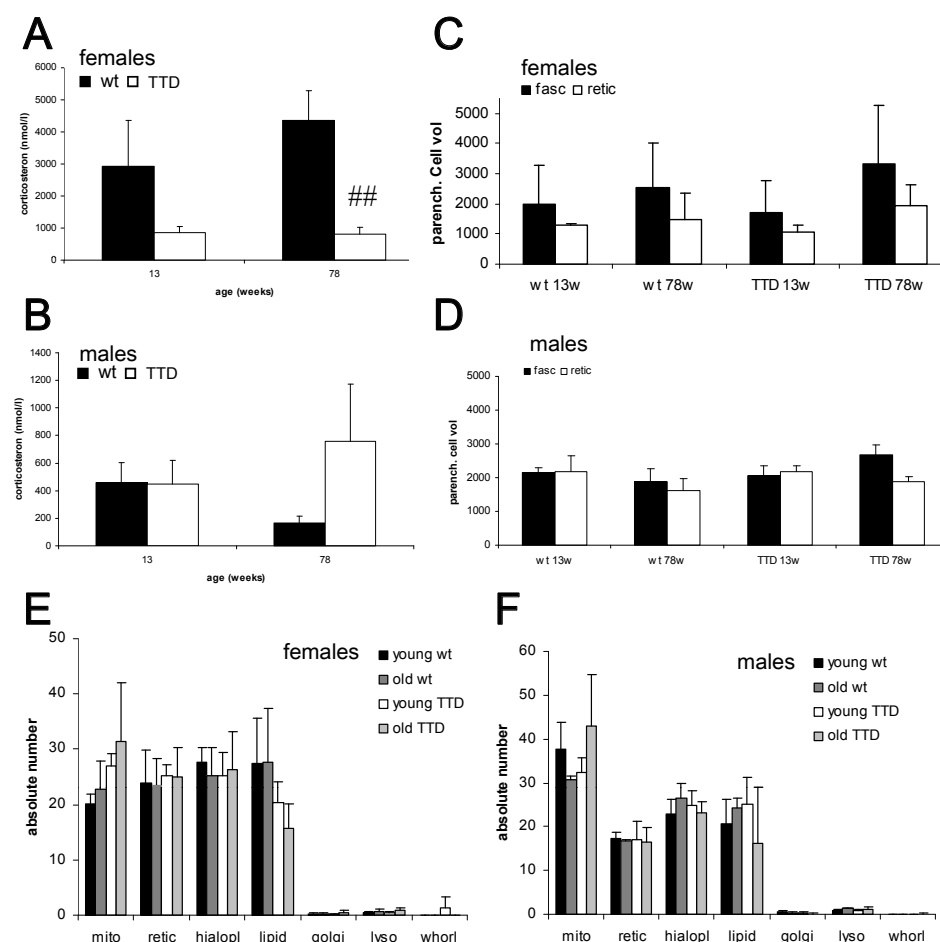 A
females
wt TTD
6000
5000
4000
3000
2000
1000
0
corticosteron (nmol/l)
##
13 78
age (weeks)
C
females
fasc retic
5000
4000
3000
2000
1000
0
parench. Cell vol
wt 13w wt 78w TTD 13w TTD 78w
B
males
wt TTD
1400
1200
1000
800
600
400
200
0
corticosteron (nmol/l)
13 78
age (weeks)
D
males
fasc retic
5000
4000
3000
2000
1000
0
parench. cell vol
wt 13w wt 78w TTD 13w TTD 78w
E
females
young wt
old wt
young TTD
old TTD
50
40
30
20
10
0
absolute number
mito retic hialopl lipid golgi lyso whorl
F
males
young wt
old wt
young TTD
old TTD
60
50
40
30
20
10
0
absolute number
mito retic hialopl lipid golgi lyso whorl